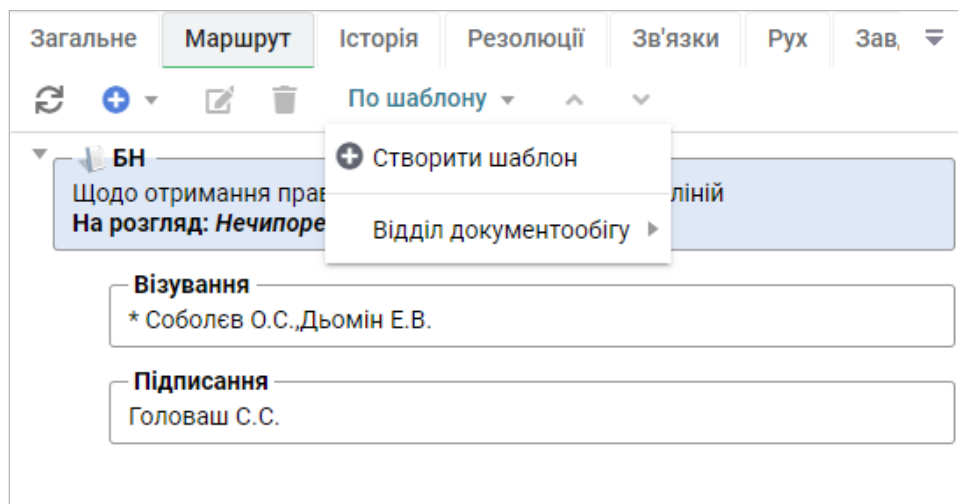 Загальне Маршрут Історія Резолюції Зв'язки Рух Зав,
По шаблону
Створити шаблон
Відділ документообігу
БН
Щодо отримання прав ліній
На розгляд: Нечипоре
Візування
* Соболєв О.С.,Дьомін Е.В.
Підписання
Головаш С.С.